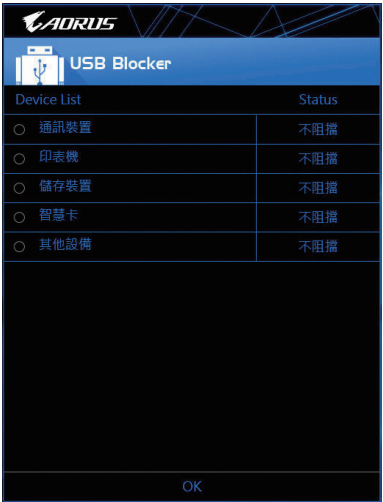 AORUS
USB Blocker
Device List Status
通訊裝置 不阻擋
印表機 不阻擋
儲存裝置 不阻擋
智慧卡 不阻擋
其他設備 不阻擋
OK